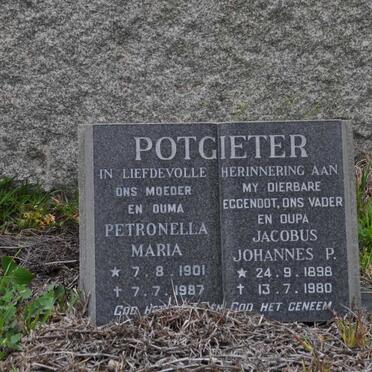 POTGIETER
IN LIEFDEVOLLE HERINNERING AAN
ONS MOEDER
EN OUMA
PETRONELLA
MARIA
★ 7.8.1901
✝ 7.7.1987
MY DIERBARE
EGGENOOT, ONS VADER
EN OUPA
JACOBUS
JOHANNES P.
★ 24.9.1898
✝ 13.7.1980
GOD HET GENEEM